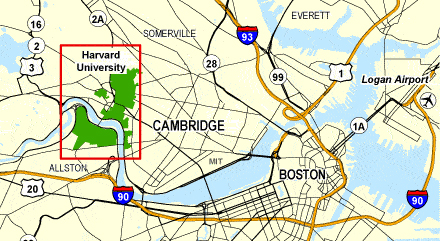 EVERETT
16
2A
SOMERVILLE
93
2
Harvard
University
28
3
99
1
Logan Airport
CAMBRIDGE
1A
MIT
ALLSTON
BOSTON
20
90
90